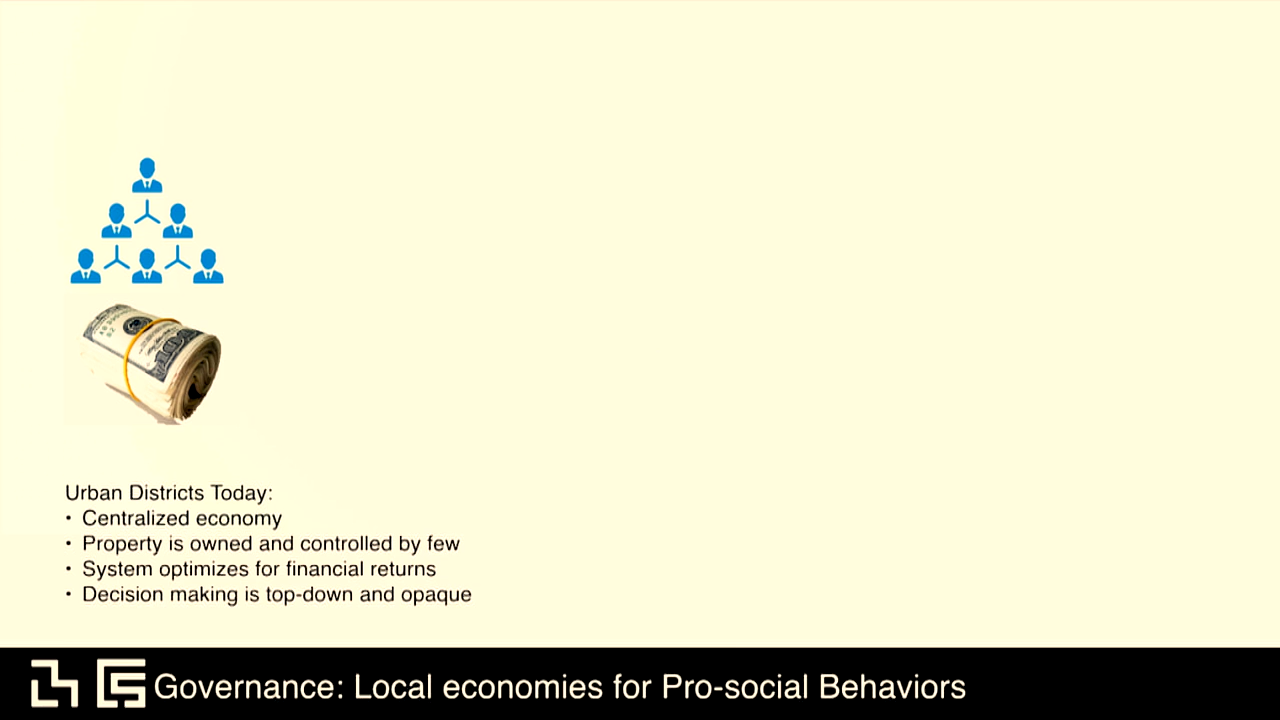 Urban Districts Today:
• Centralized economy
• Property is owned and controlled by few
• System optimizes for financial returns
• Decision making is top-down and opaque
Governance: Local economies for Pro-social Behaviors